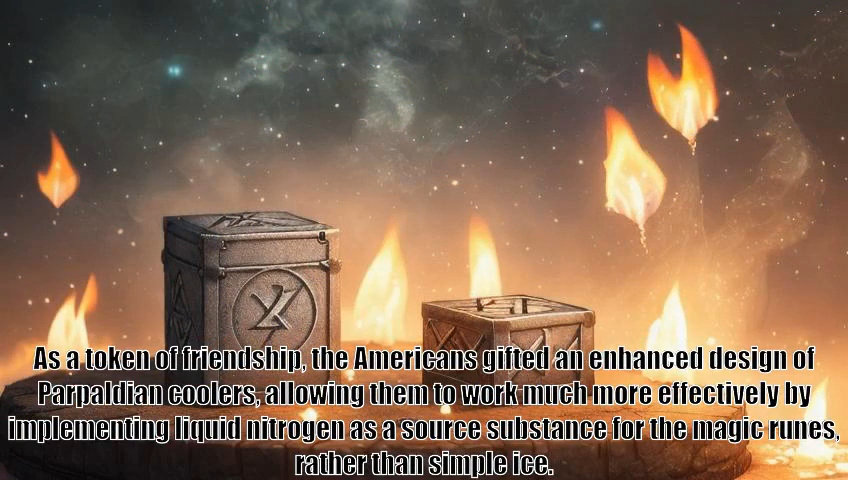 As a token of friendship, the Americans gifted an enhanced design of
Parpaldian coolers, allowing them to work much more effectively by
implementing liquid nitrogen as a source substance for the magic runes,
rather than simple ice.